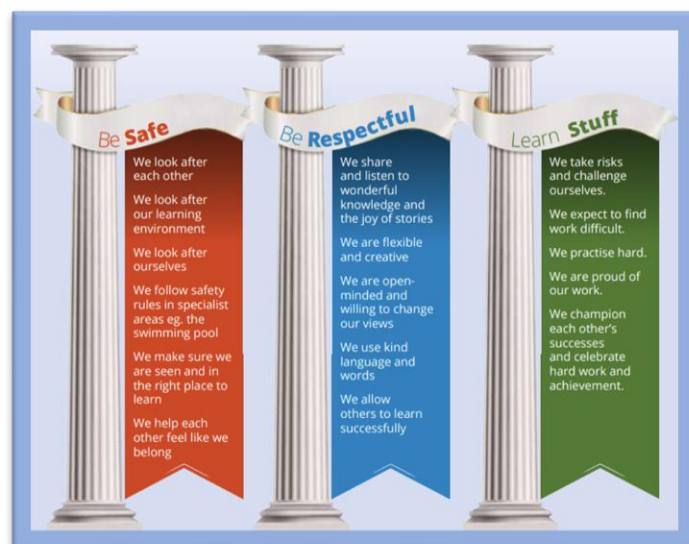 Be Safe
We look after
each other
We look after
our learning
environment
We look after
ourselves
We follow safety
rules in specialist
areas eg. the
swimming pool
We make sure we
are seen and in
the right place to
learn
We help each
other feel like we
belong
Be Respectful
We share
and listen to
wonderful
knowledge and
the joy of stories
We are flexible
and creative
We are open-
minded and
willing to change
our views
We use kind
language and
words
We allow
others to learn
successfully
Learn Stuff
We take risks
and challenge
ourselves.
We expect to find
work difficult.
We practise hard.
We are proud of
our work.
We champion
each other's
successes
and celebrate
hard work and
achievement.